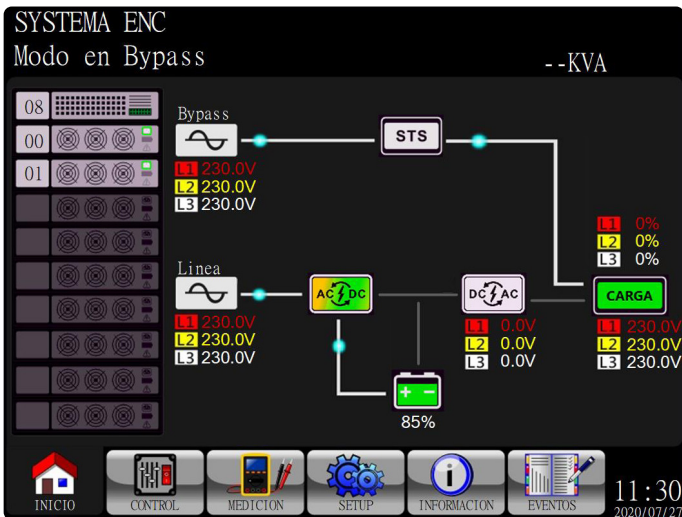 SYSTEMA ENC
Modo en Bypass
--KVA
08
00
01
Bypass
L1 230.0V
L2 230.0V
L3 230.0V
STS
Linea
L1 230.0V
L2 230.0V
L3 230.0V
AC DC
DC AC
L1 0.0V
L2 0.0V
L3 0.0V
85%
L1 0%
L2 0%
L3 0%
CARGA
L1 230.0V
L2 230.0V
L3 230.0V
INICIO
CONTROL
MEDICION
SETUP
INFORMACION
EVENTOS
11:30
2020/07/27